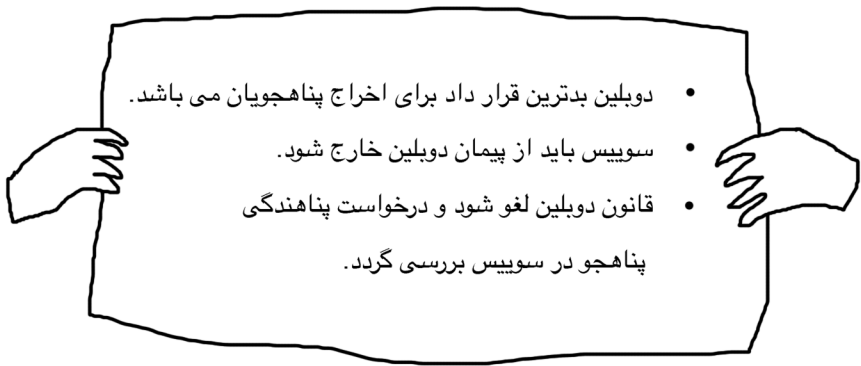 • دوبلین بدترین قرار داد برای اخراج پناهجویان می باشد.
• سوییس باید از پیمان دوبلین خارج شود.
• قانون دوبلین لغو شود و درخواست پناهندگی
پناهجو در سوییس بررسی گردد.